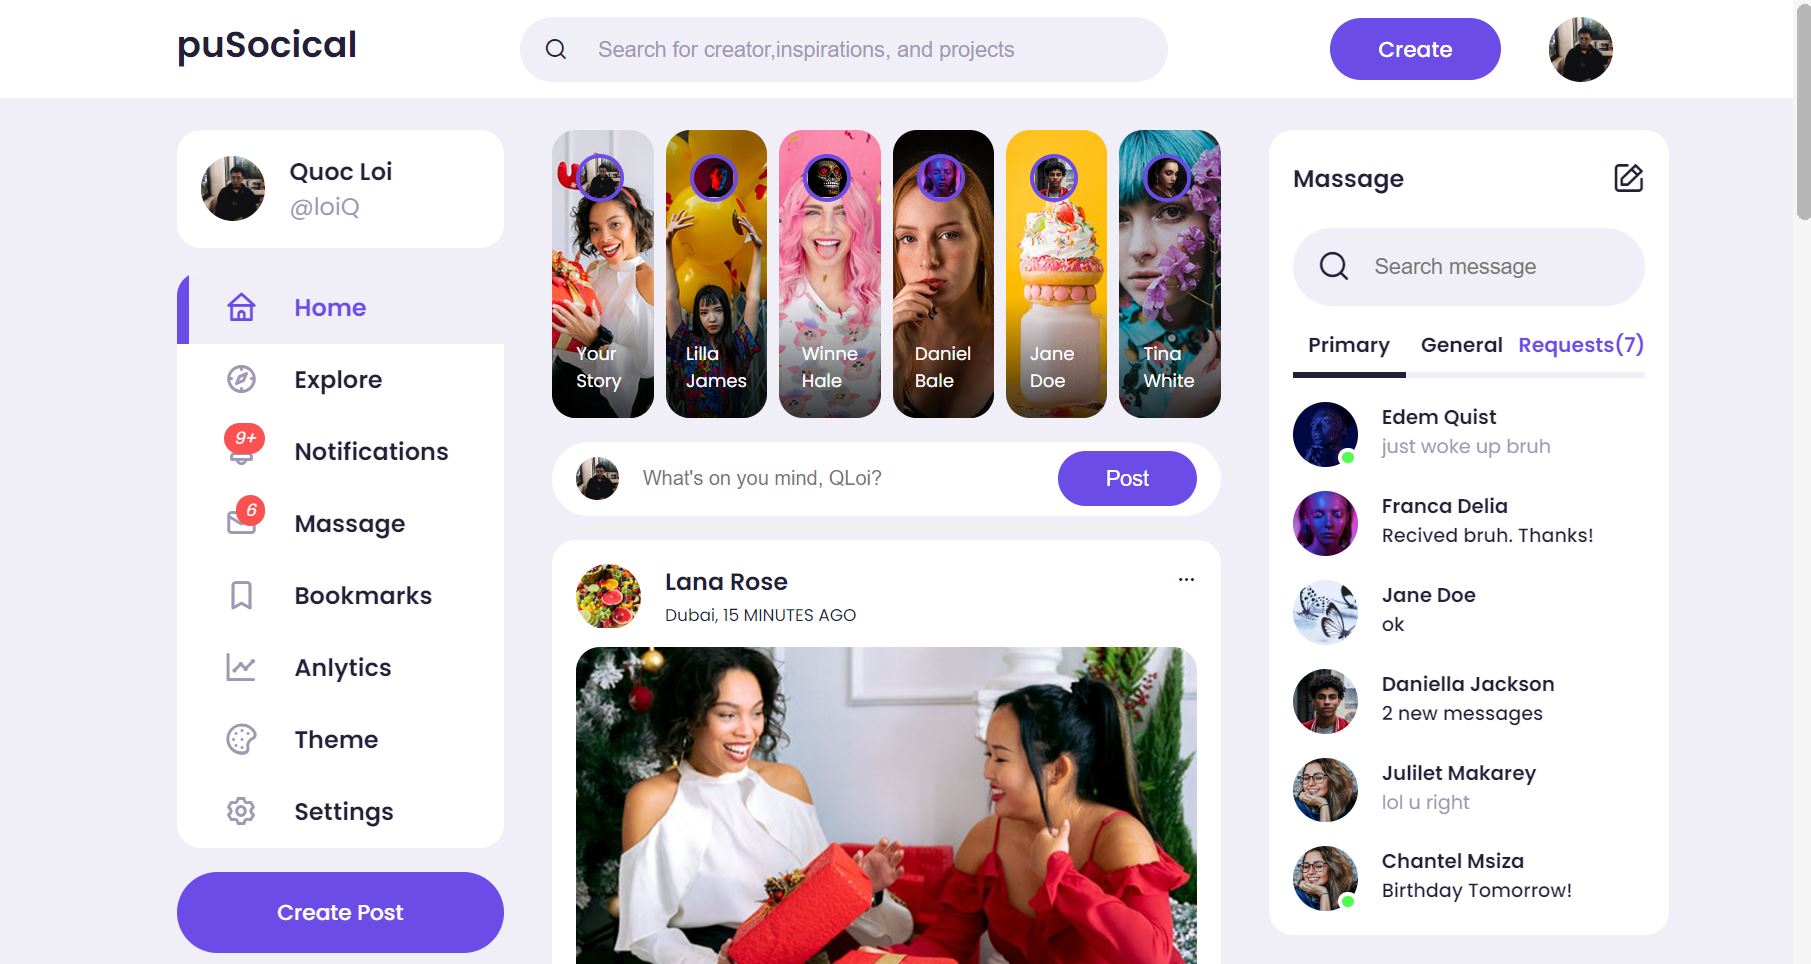 puSocical
Search for creator,inspirations, and projects
Create
Quoc Loi
@loiQ
Home
Explore
9+
Notifications
6
Massage
Bookmarks
Anlytics
Theme
Settings
Create Post
Your
Story
Lilla
James
Winne
Hale
Daniel
Bale
Jane
Doe
Tina
White
What's on you mind, QLoi?
Post
Lana Rose
Dubai, 15 MINUTES AGO
Massage
Search message
Primary General Requests(7)
Edem Quist
just woke up bruh
Franca Delia
Recived bruh. Thanks!
Jane Doe
ok
Daniella Jackson
2 new messages
Julilet Makarey
lol u right
Chantel Msiza
Birthday Tomorrow!